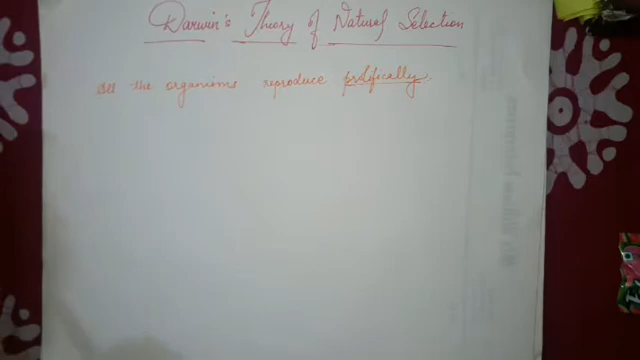 Darwin's Theory of Natural Selection
All the organisms reproduce prolifically.